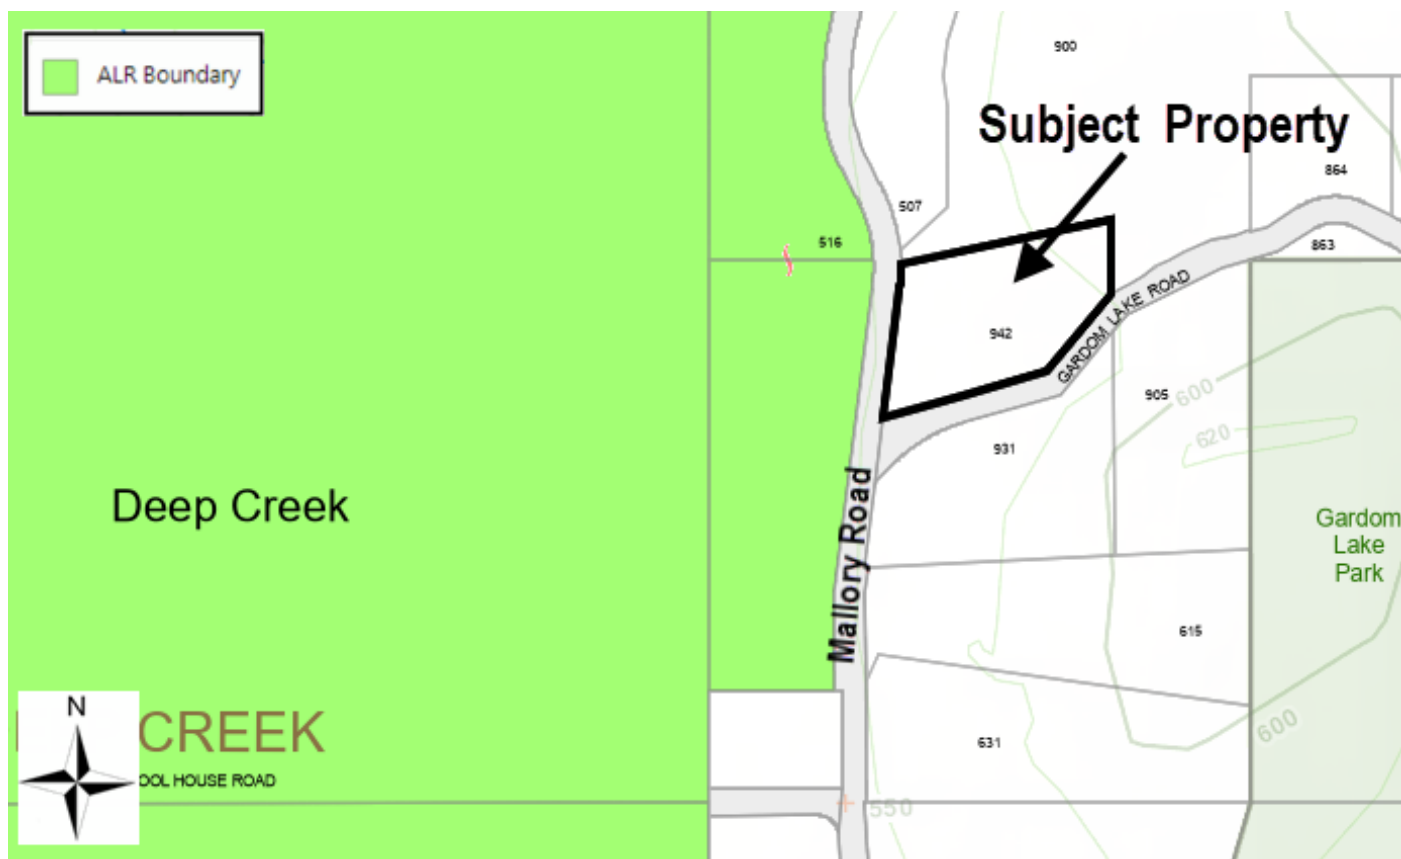 ALR Boundary
900
Subject Property
864
507
516
863
GARDOM LAKE ROAD
942
905
600
620
931
Deep Creek
Mallory Road
Gardom
Lake
Park
615
N
CREEK
600
631
OOL HOUSE ROAD
550